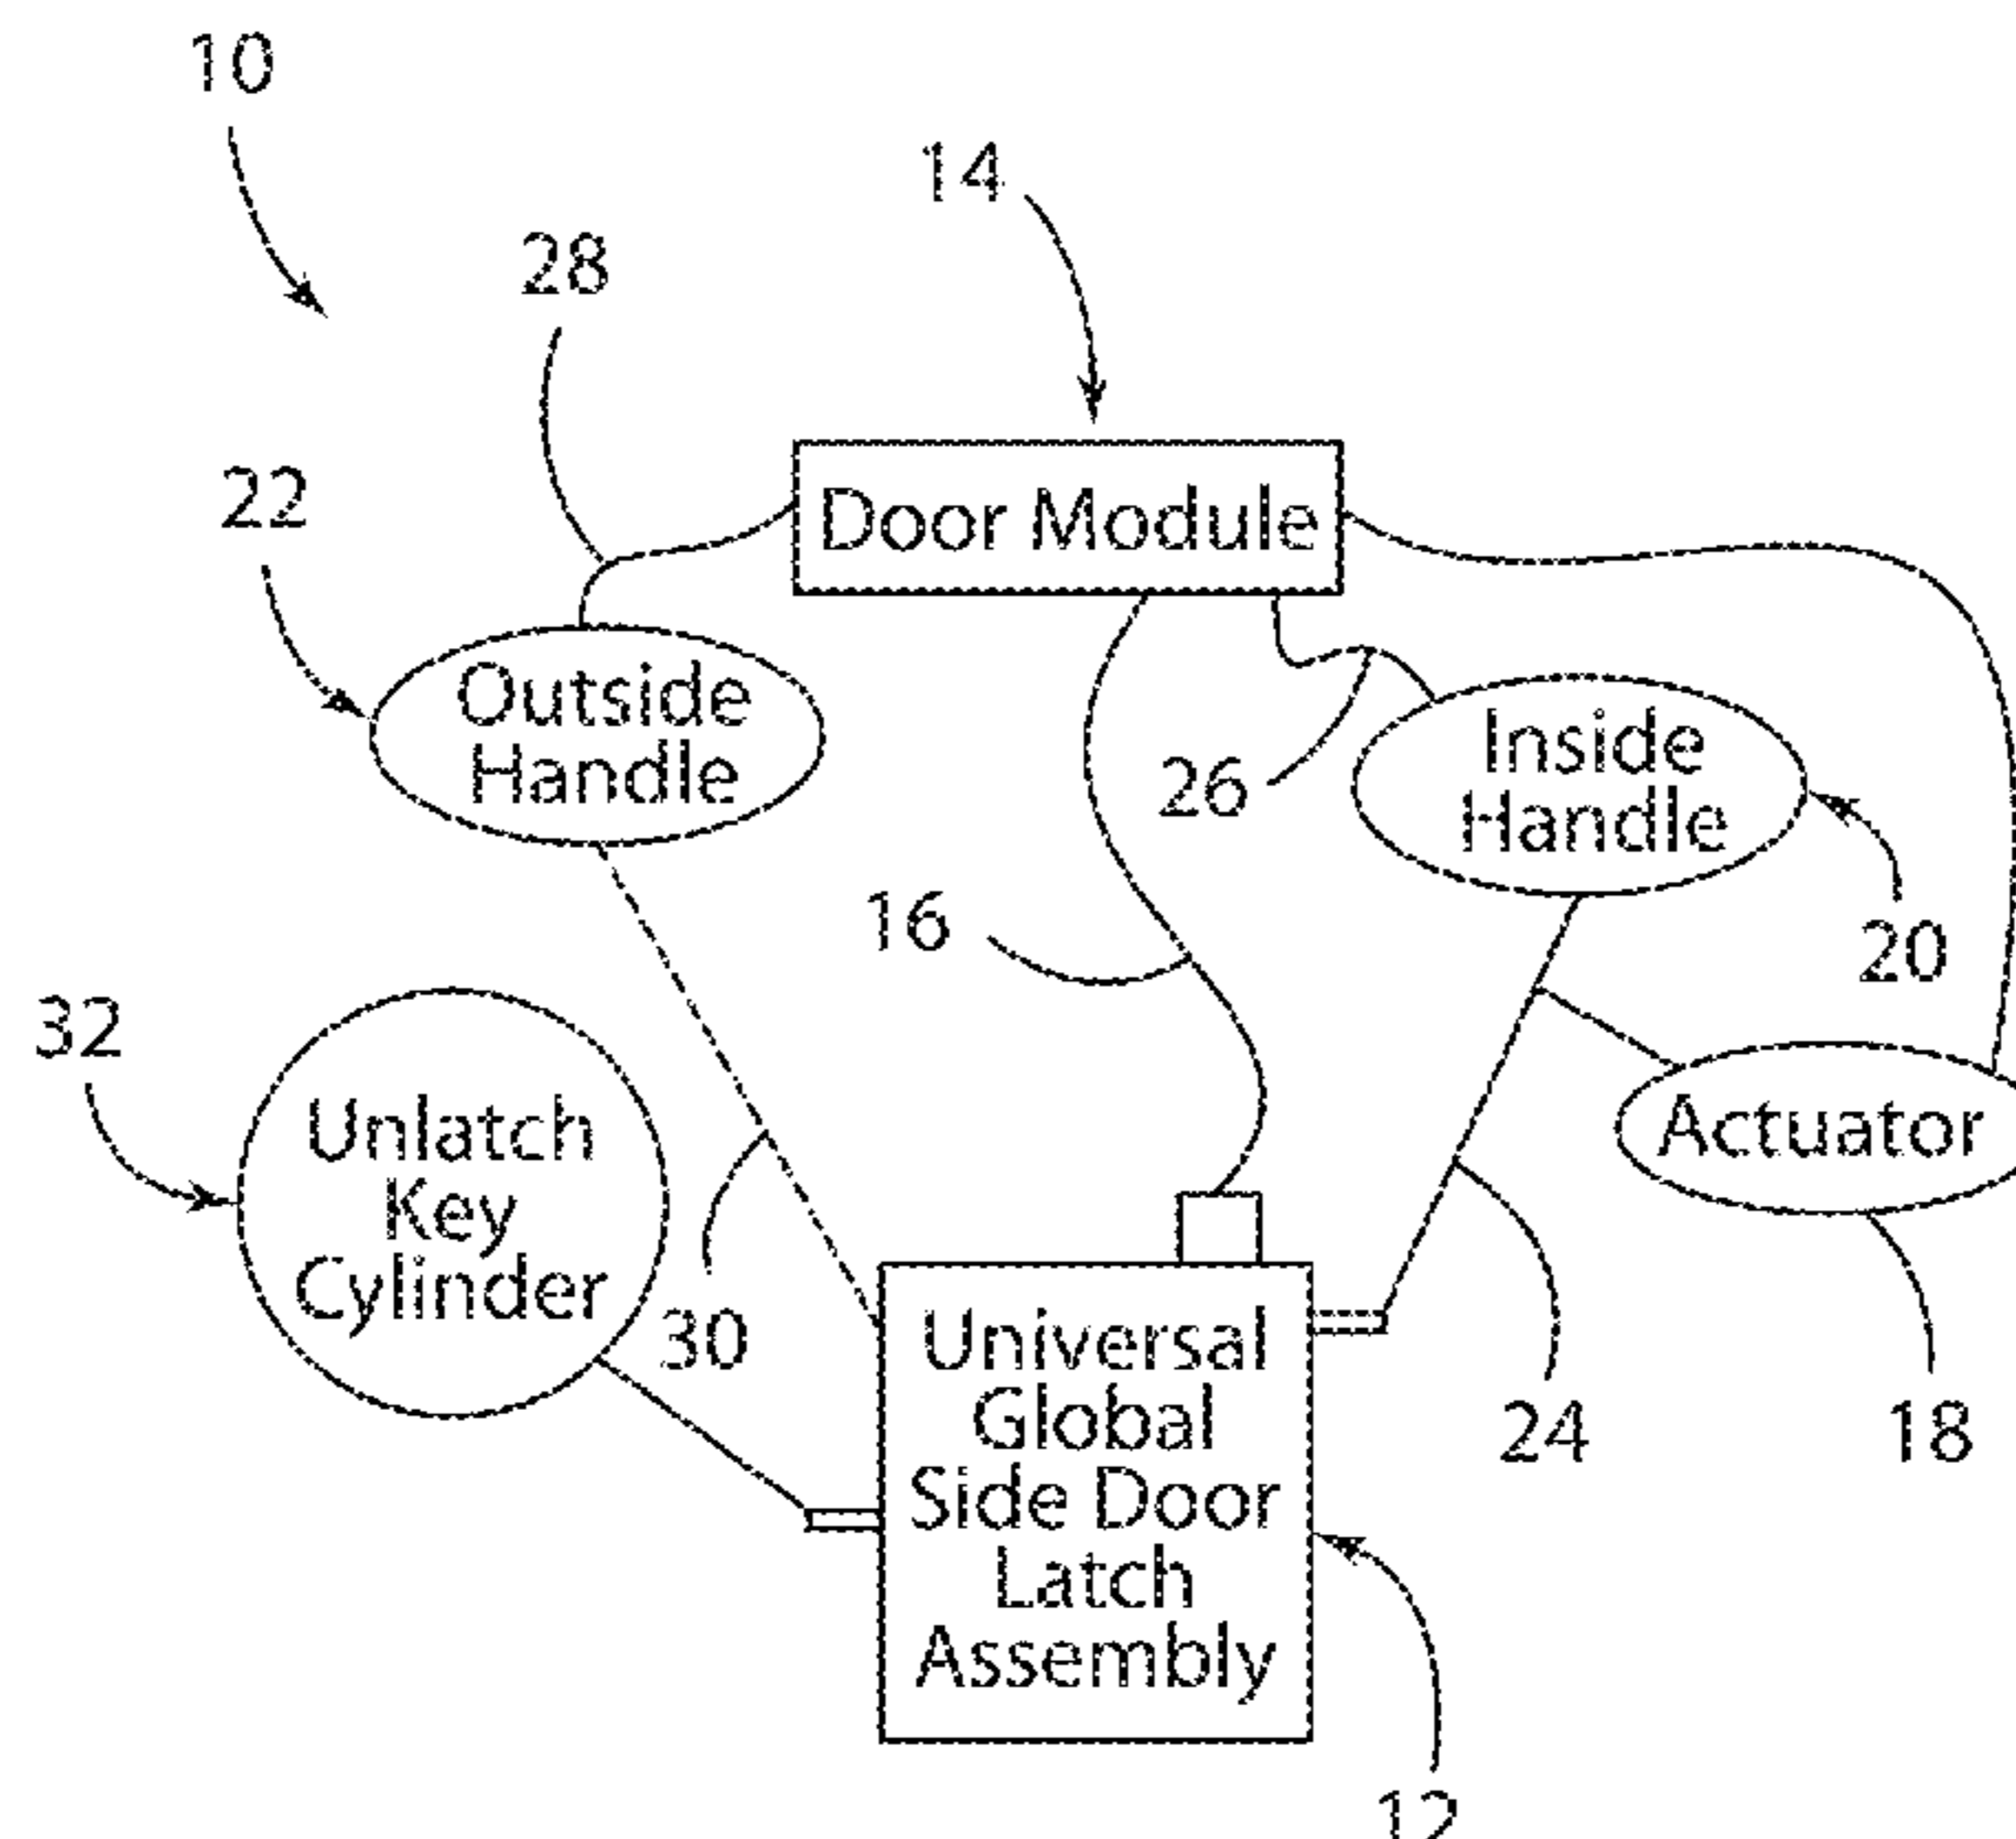 10
14
28
22
Door Module
Outside
Handle
26
Inside
Handle
16
20
32
Unlatch
Key
Cylinder
Actuator
30
Universal
Global
Side Door
Latch
Assembly
24
18
12